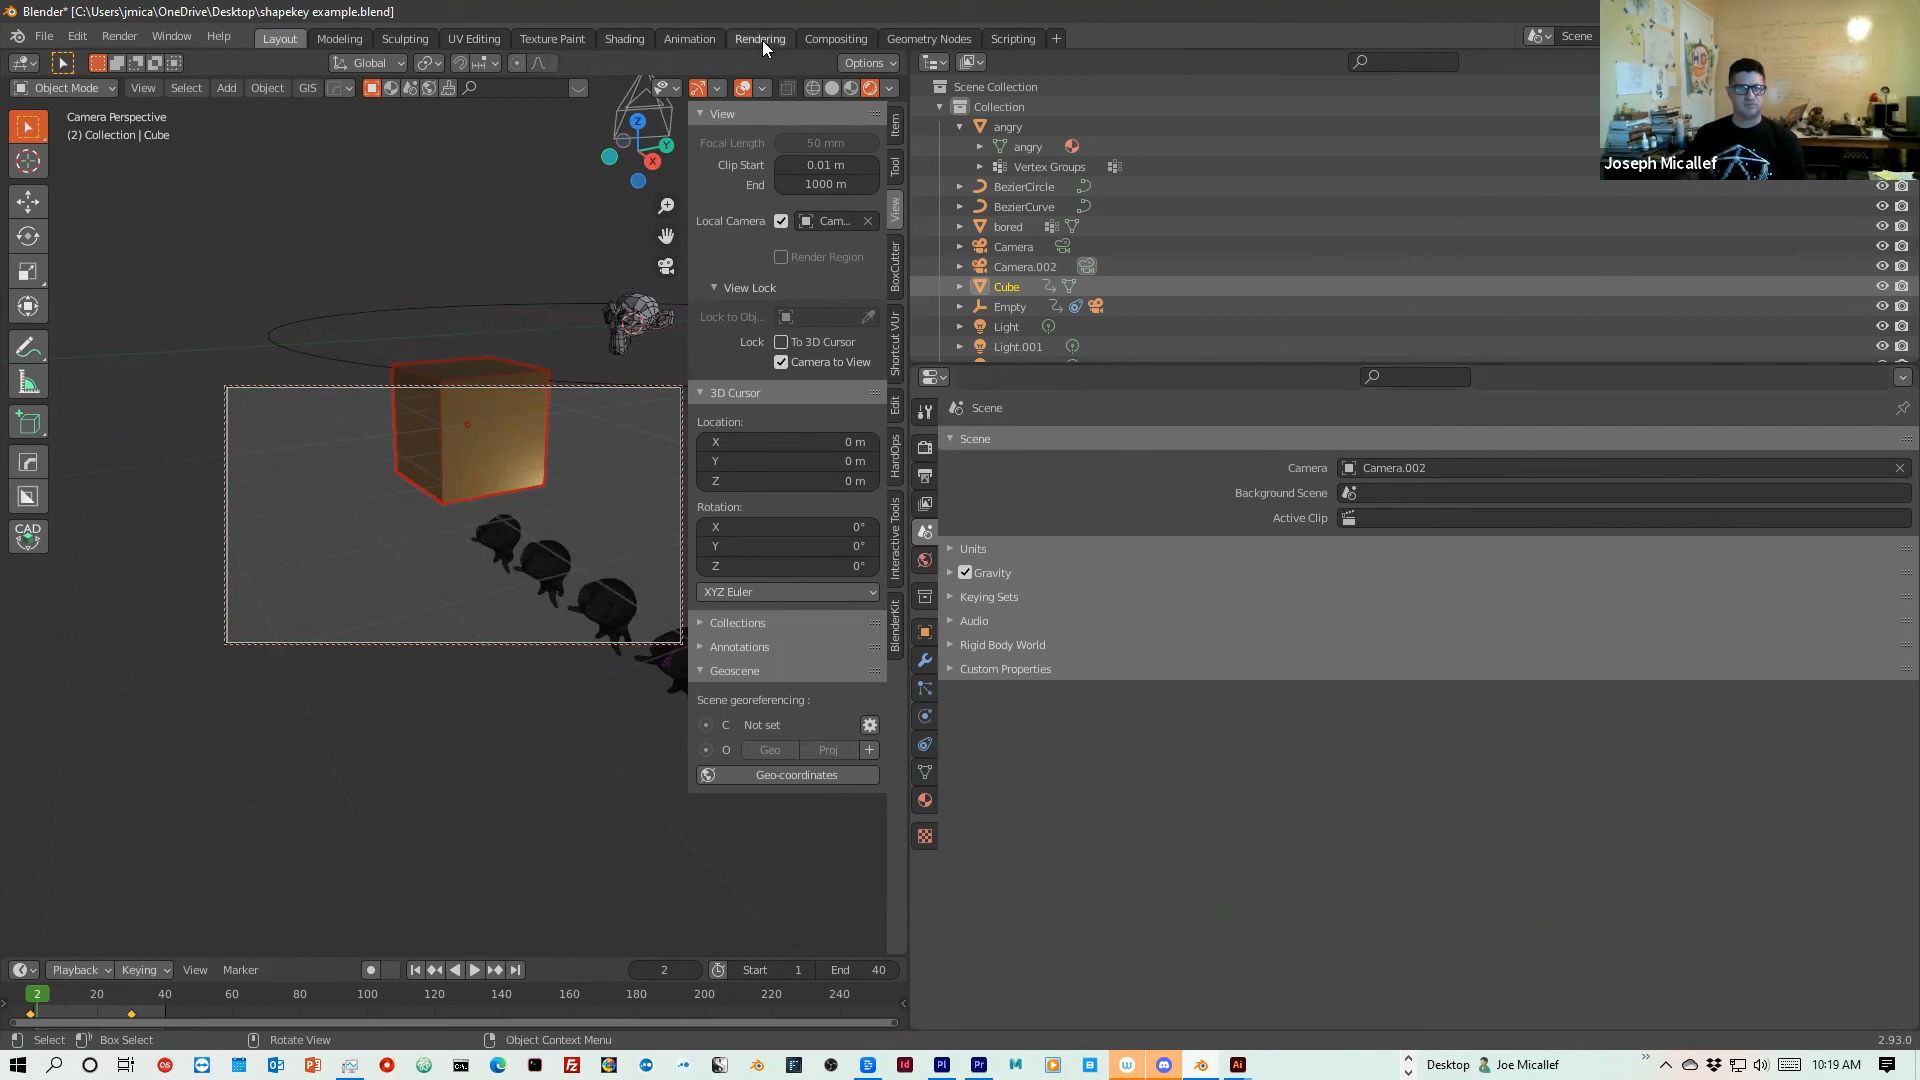 Blender* [C:\Users\jmica\OneDrive\Desktop\shapekey example.blend]
File Edit Render Window Help Layout Modeling Sculpting UV Editing Texture Paint Shading Animation Rendering Compositing Geometry Nodes Scripting + Scene
Global Options
Object Mode View Select Add Object GIS
Camera Perspective
(2) Collection | Cube
Z
Y
X
View
Focal Length 50 mm
Clip Start 0.01 m
End 1000 m
Local Camera Cam...
Render Region
View Lock
Lock to Obj...
Lock To 3D Cursor
Camera to View
3D Cursor
Location:
X 0 m
Y 0 m
Z 0 m
Rotation:
X 0°
Y 0°
Z 0°
XYZ Euler
Collections
Annotations
Geoscene
Scene georeferencing :
C Not set
O Geo Proj +
Geo-coordinates
Item
Tool
View
BoxCutter
Shortcut VUr
Edit
HardOps
Interactive Tools
BlenderKit
CAD
Scene Collection
Collection
angry
angry
Vertex Groups
BezierCircle
BezierCurve
bored
Camera
Camera.002
Cube
Empty
Light
Light.001
Joseph Micallef
Scene
Scene
Camera Camera.002
Background Scene
Active Clip
Units
Gravity
Keying Sets
Audio
Rigid Body World
Custom Properties
Playback Keying View Marker 2 Start 1 End 40
2 20 40 60 80 100 120 140 160 180 200 220 240
Select Box Select Rotate View Object Context Menu 2.93.0
Desktop Joe Micallef 10:19 AM